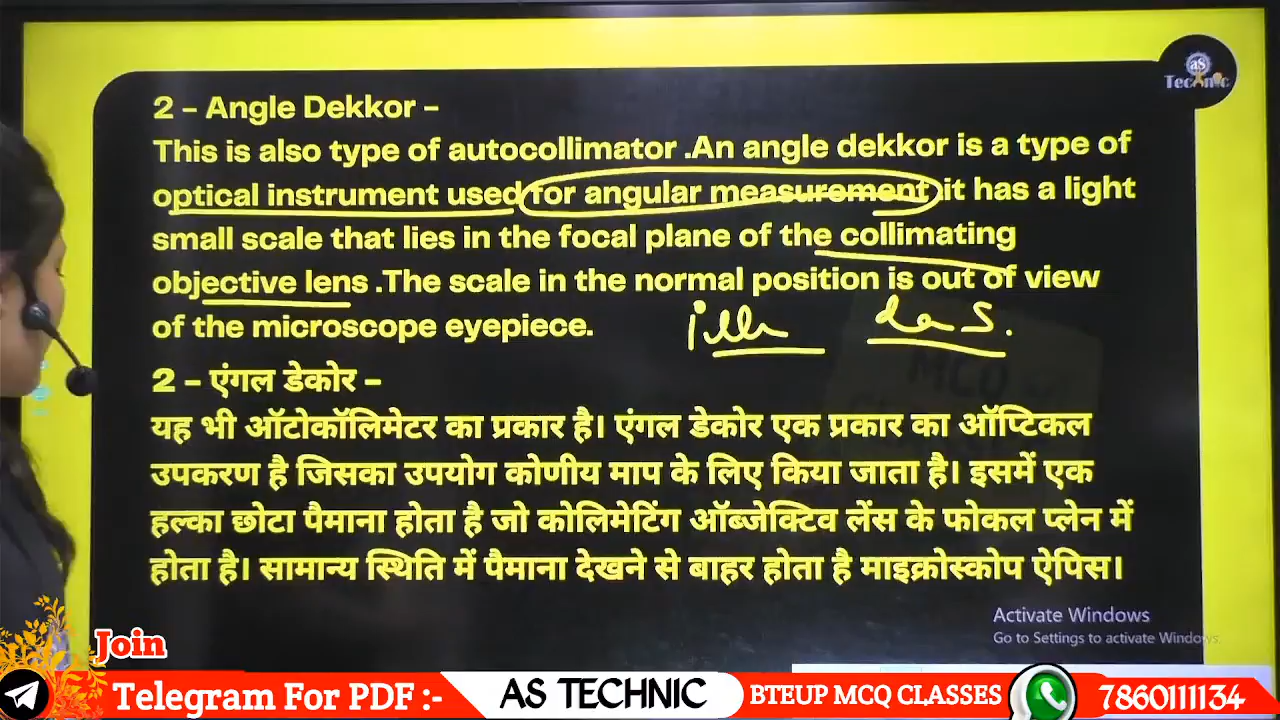 aS
Technic
2 – Angle Dekkor –
This is also type of autocollimator .An angle dekkor is a type of
optical instrument used for angular measurement it has a light
small scale that lies in the focal plane of the collimating
objective lens .The scale in the normal position is out of view
of the microscope eyepiece.
2 – एंगल डेकोर –
यह भी ऑटोकॉलिमेटर का प्रकार है। एंगल डेकोर एक प्रकार का ऑप्टिकल
उपकरण है जिसका उपयोग कोणीय माप के लिए किया जाता है। इसमें एक
हल्का छोटा पैमाना होता है जो कोलिमेटिंग ऑब्जेक्टिव लेंस के फोकल प्लेन में
होता है। सामान्य स्थिति में पैमाना देखने से बाहर होता है माइक्रोस्कोप ऐपिस।
Activate Windows
Go to Settings to activate Windows.
Join
Telegram For PDF :- AS TECHNIC BTEUP MCQ CLASSES 7860111134